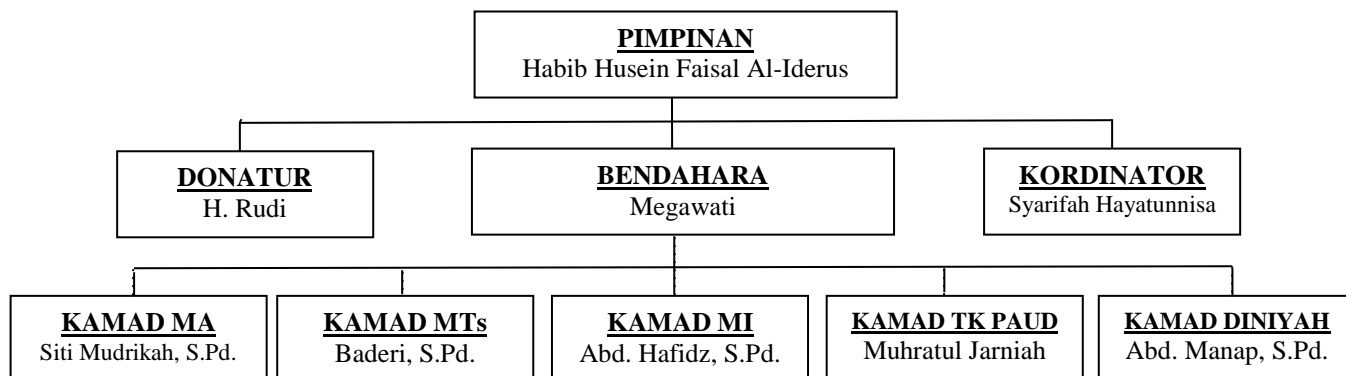 PIMPINAN
Habib Husein Faisal Al-Iderus
DONATUR
H. Rudi
BENDAHARA
Megawati
KORDINATOR
Syarifah Hayatunnisa
KAMAD MA
Siti Mudrikah, S.Pd.
KAMAD MTs
Baderi, S.Pd.
KAMAD MI
Abd. Hafidz, S.Pd.
KAMAD TK PAUD
Muhratul Jarniah
KAMAD DINIYAH
Abd. Manap, S.Pd.